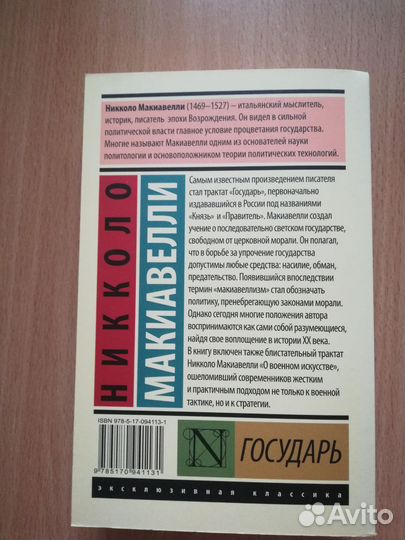 Никколо Макиавелли (1469–1527) – итальянский мыслитель,
историк, писатель эпохи Возрождения. Он видел в сильной
политической власти главное условие процветания государства.
Многие называют Макиавелли одним из основателей науки
политологии и основоположником теории политических технологий.
НИККОЛО
МАКИАВЕЛЛИ
Самым известным произведением писателя
стал трактат «Государь», первоначально
издававшийся в России под названиями
«Князь» и «Правитель». Макиавелли создал
учение о последовательно светском государстве,
свободном от церковной морали. Он полагал,
что в борьбе за упрочение государства
допустимы любые средства: насилие, обман,
предательство. Появившийся впоследствии
термин «макиавеллизм» стал обозначать
политику, пренебрегающую законами морали.
Однако сегодня многие положения автора
воспринимаются как сами собой разумеющиеся,
найдя свое воплощение в истории XX века.
В книгу включен также блистательный трактат
Никколо Макиавелли «О военном искусстве»,
ошеломивший современников жестким
и практичным подходом не только к военной
тактике, но и к стратегии.
ISBN 978-5-17-094113-1
9 785170 941131
N
ГОСУДАРЬ
эксклюзивная классика
Avito